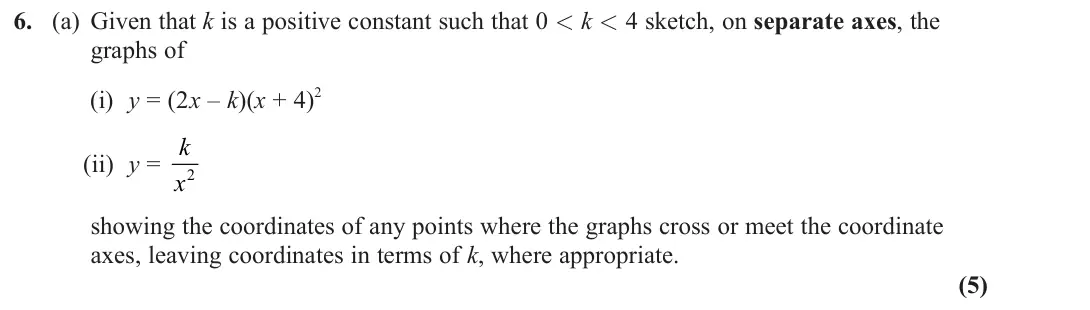 6. (a) Given that k is a positive constant such that 0 < k < 4 sketch, on separate axes, the
graphs of
(i) y = (2x – k)(x + 4)²
(ii) y = k/x²
showing the coordinates of any points where the graphs cross or meet the coordinate
axes, leaving coordinates in terms of k, where appropriate.
(5)